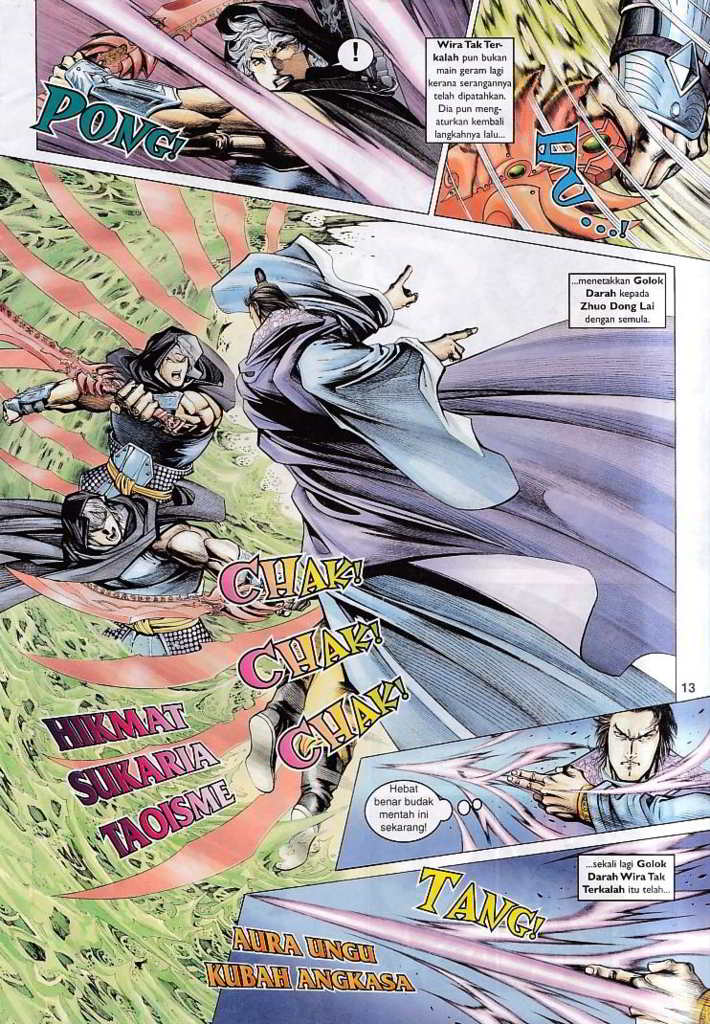 !
PONG!
Wira Tak Ter-
kalah pun bukan
main geram lagi
kerana serangannya
telah dipatahkan.
Dia pun meng-
aturkan kembali
langkahnya lalu...
AU...!
...menetakkan Golok
Darah kepada
Zhuo Dong Lai
dengan semula.
CHAK!
CHAK!
CHAK!
HIKMAT
SUKARIA
TAOISME
13
Hebat
benar budak
mentah ini
sekarang!
...sekali lagi Golok
Darah Wira Tak
Terkalah itu telah...
TANG!
AURA UNGU
KUBAH ANGKASA